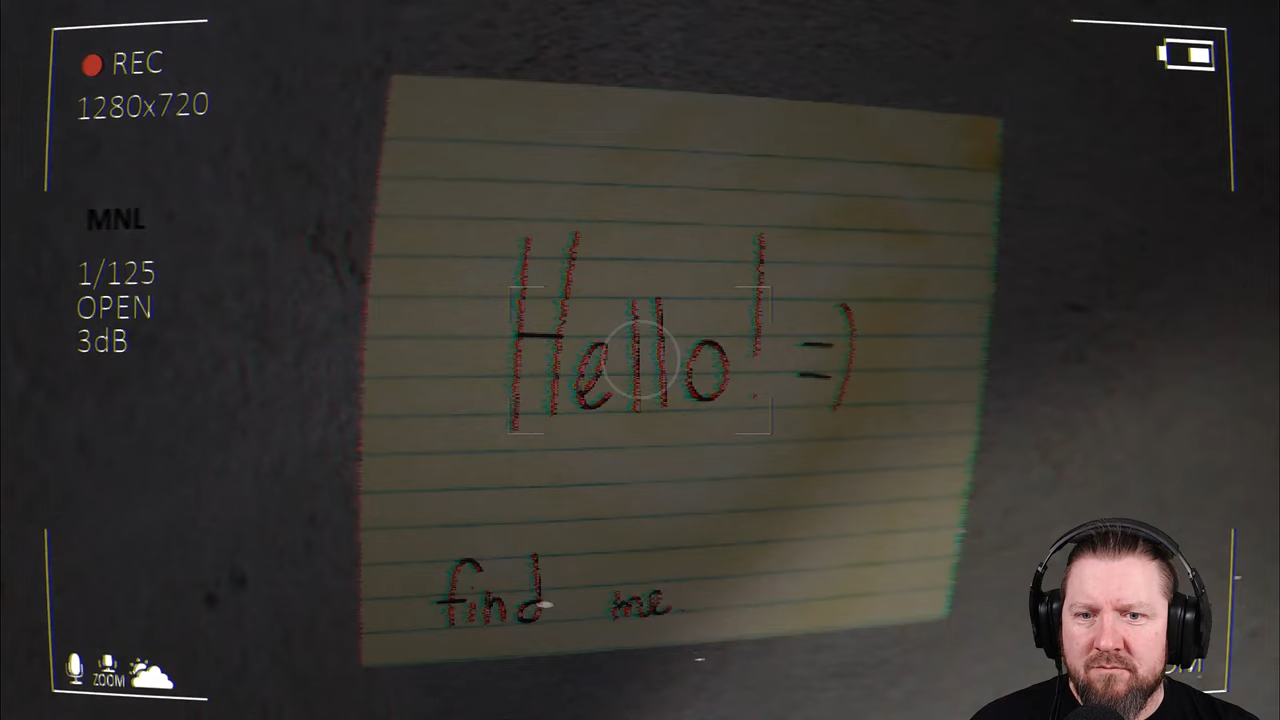 REC
1280x720
MNL
1/125
OPEN
3dB
Hello! =)
find me.
ZOOM